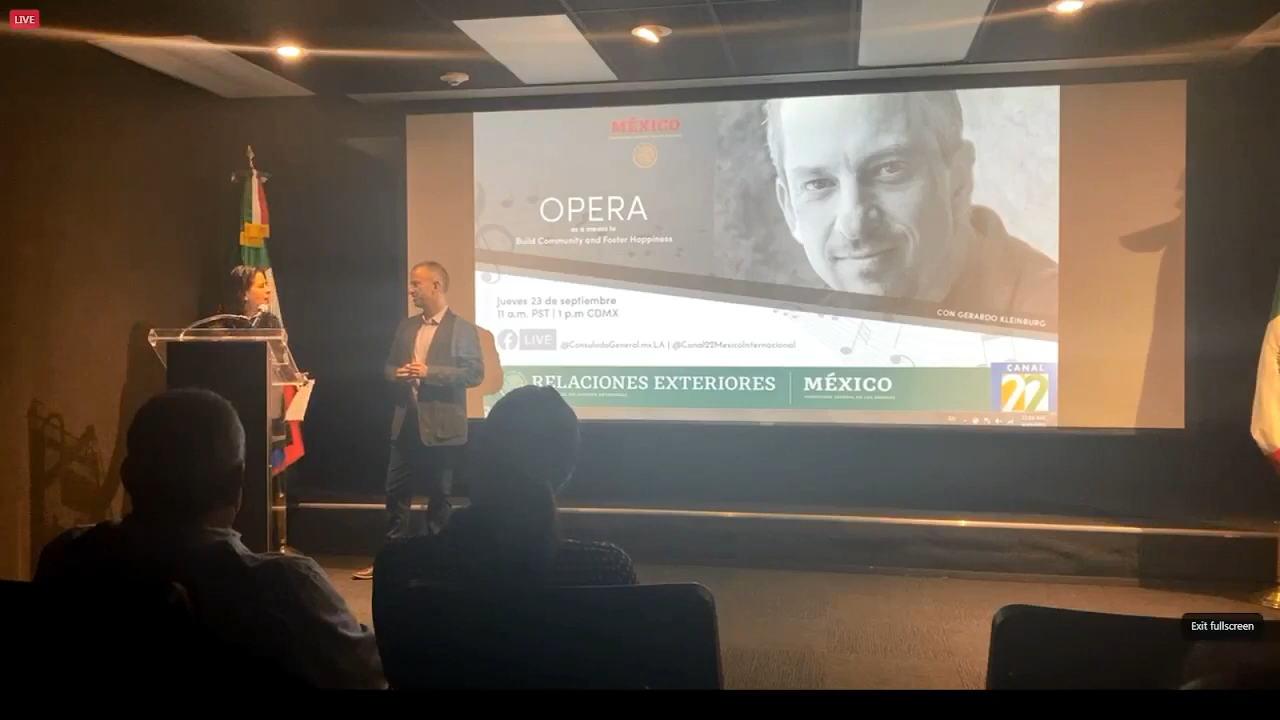 LIVE
MÉXICO
OPERA
as a means to
Build Community and Foster Happiness
CON GERARDO KLEINBURG
Jueves 23 de septiembre
11 a.m. PST | 1 p.m CDMX
LIVE @ConsuladoGeneral.mx.LA | @Canal22MexicoInternacional
RELACIONES EXTERIORES MÉXICO
CANAL
22
Exit fullscreen